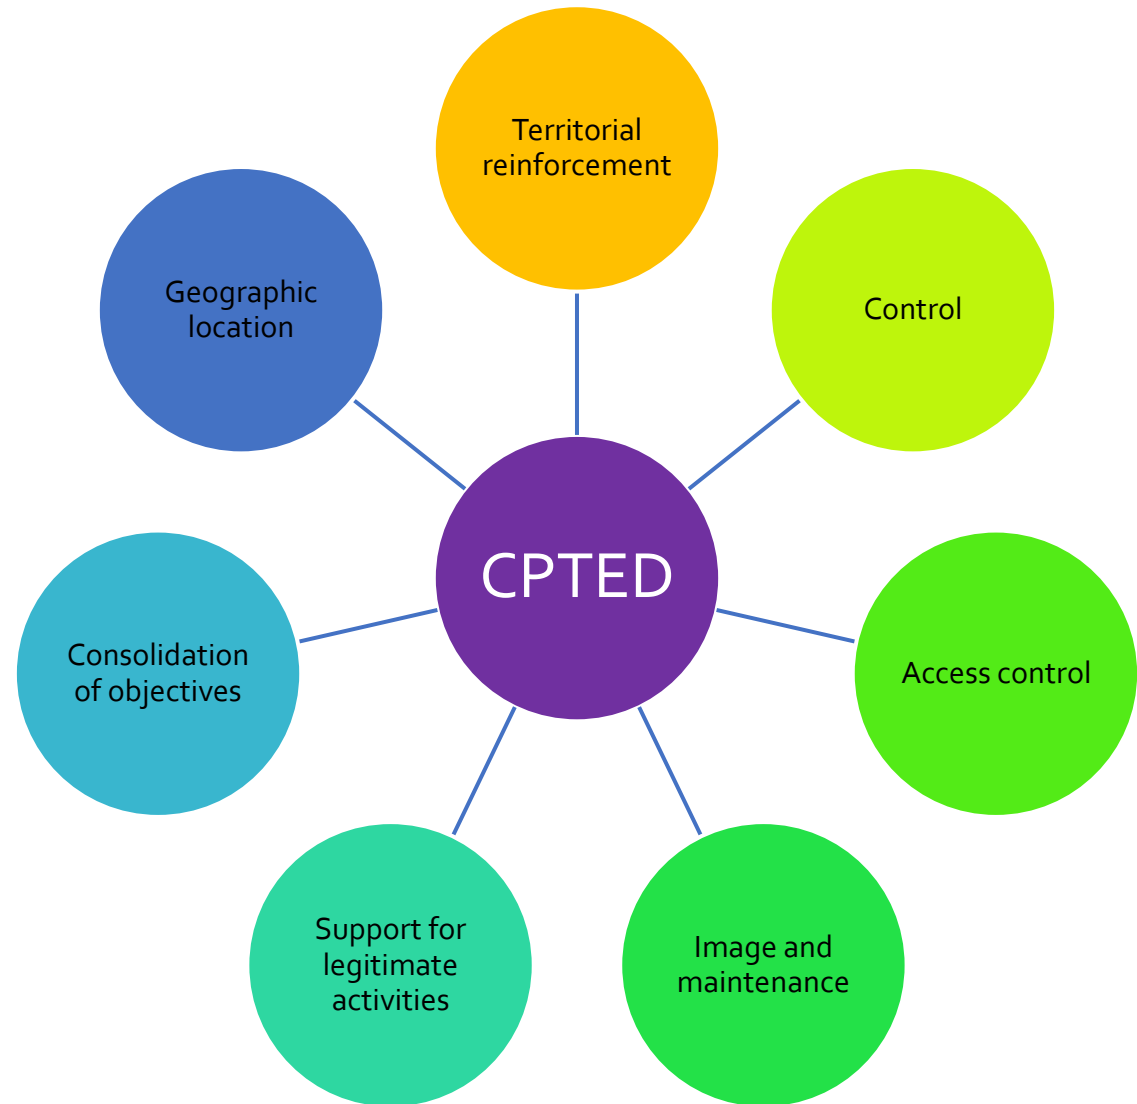 Territorial
reinforcement
Geographic
location
Control
CPTED
Consolidation
of objectives
Access control
Support for
legitimate
activities
Image and
maintenance